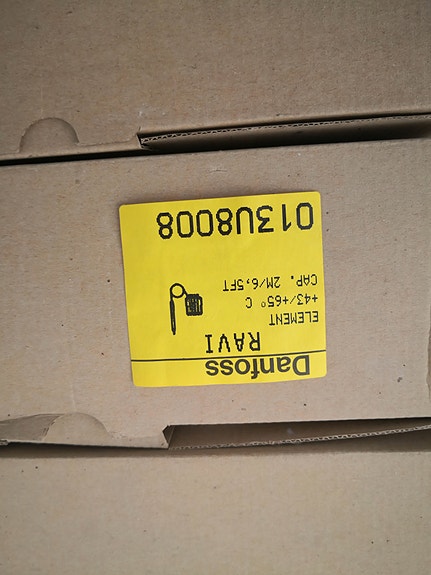 Danfoss
RAVI
ELEMENT
+43/+65° C
CAP. 2M/6,5FT
013U8008